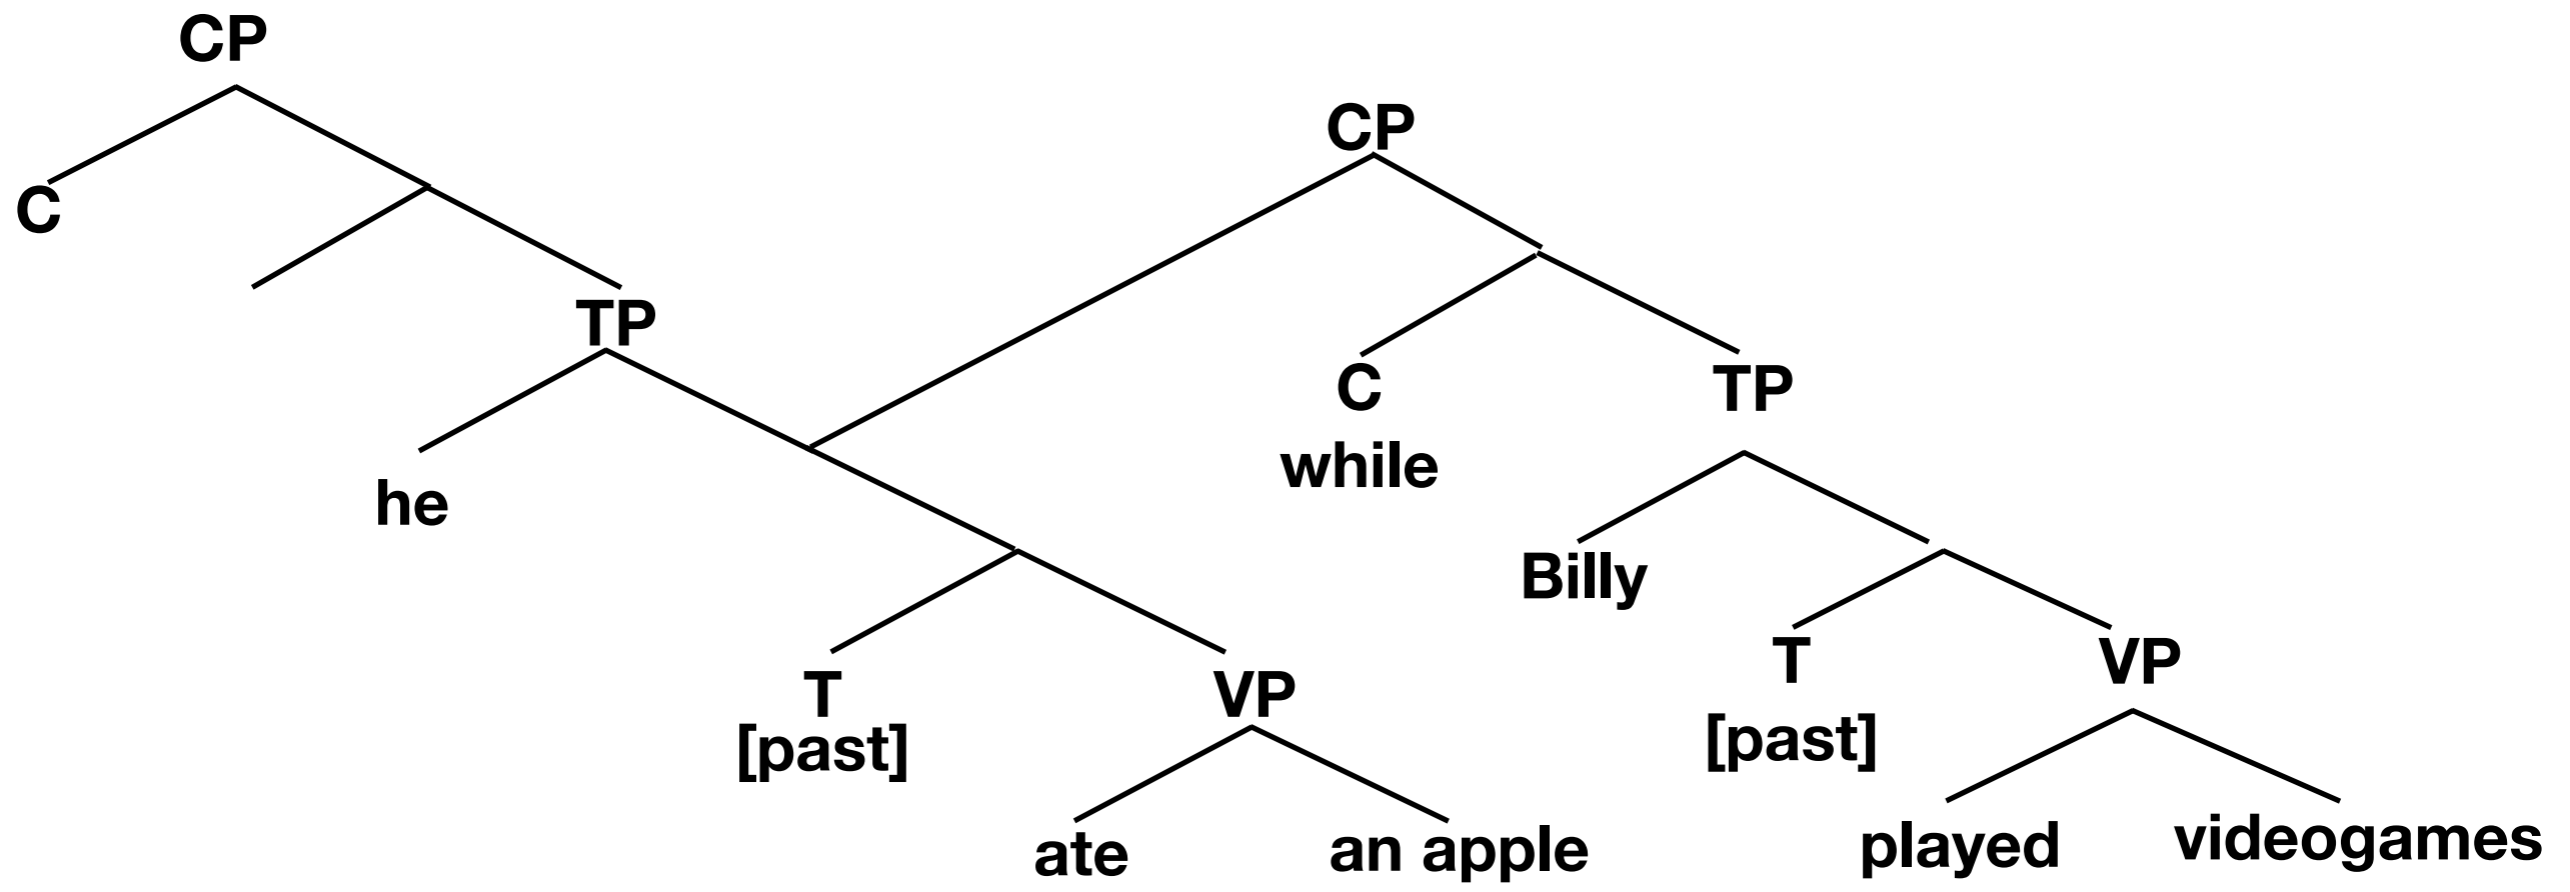 CP
CP
C
TP
C
TP
while
he
Billy
T
VP
T
VP
[past]
[past]
ate
an apple
played
videogames